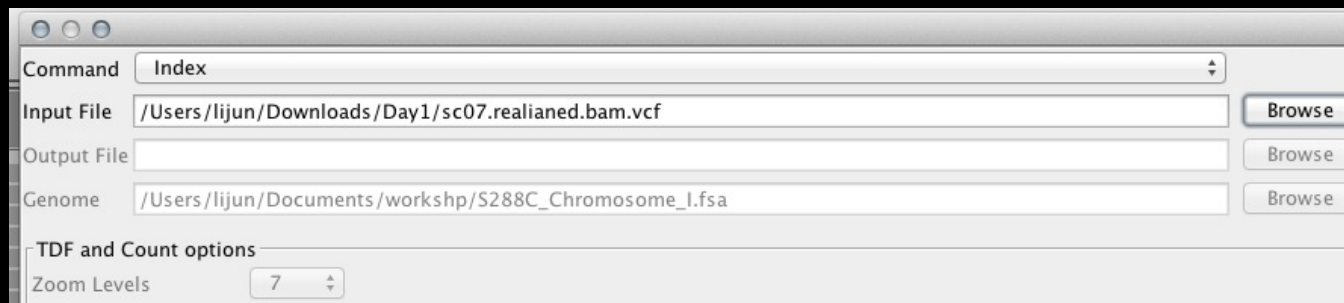 Command Index
Input File /Users/lijun/Downloads/Day1/sc07.realianed.bam.vcf Browse
Output File Browse
Genome /Users/lijun/Documents/workshp/S288C_Chromosome_I.fsa Browse
TDF and Count options
Zoom Levels 7